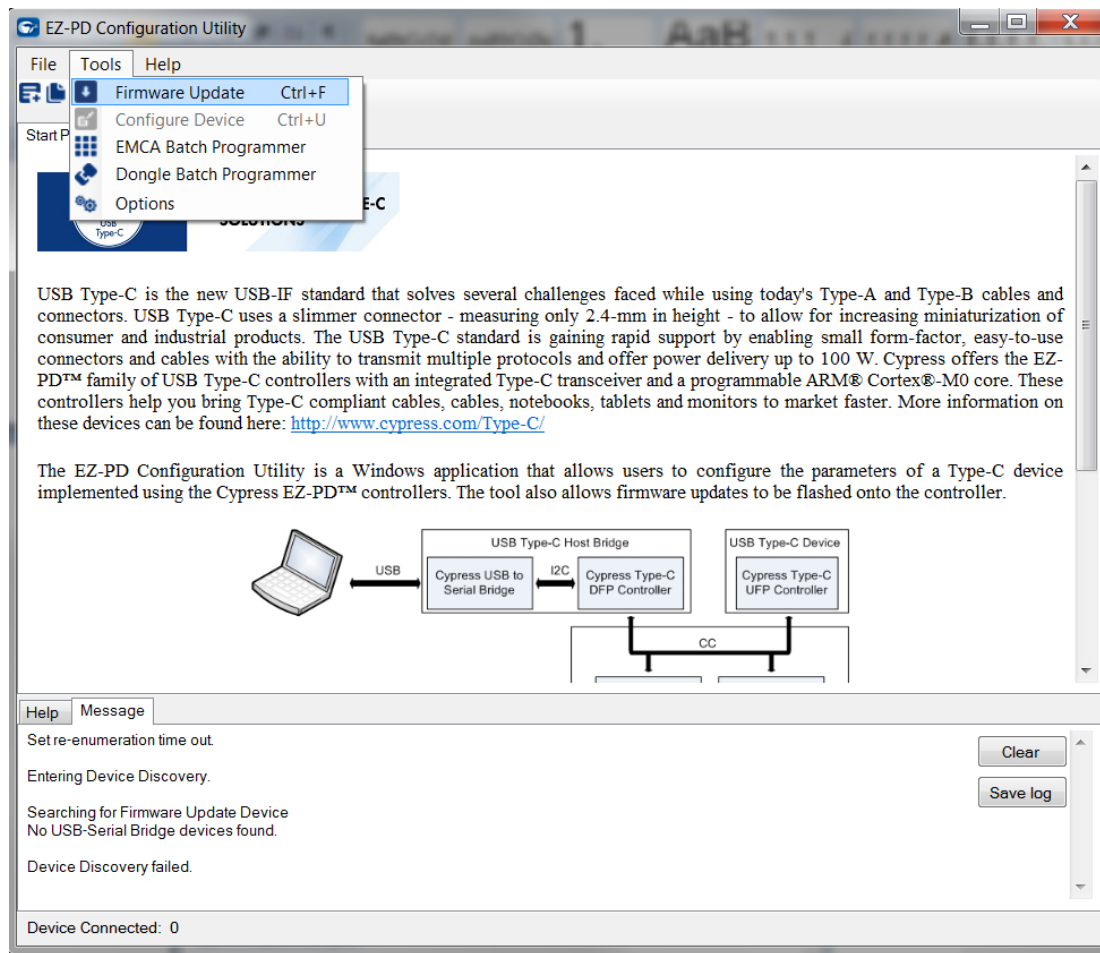 EZ-PD Configuration Utility
File Tools Help
Firmware Update Ctrl+F
Configure Device Ctrl+U
Start P
EMCA Batch Programmer
Dongle Batch Programmer
Options
E-C
USB
Type-C
SOLUTIONS
USB Type-C is the new USB-IF standard that solves several challenges faced while using today's Type-A and Type-B cables and
connectors. USB Type-C uses a slimmer connector - measuring only 2.4-mm in height - to allow for increasing miniaturization of
consumer and industrial products. The USB Type-C standard is gaining rapid support by enabling small form-factor, easy-to-use
connectors and cables with the ability to transmit multiple protocols and offer power delivery up to 100 W. Cypress offers the EZ-
PD™ family of USB Type-C controllers with an integrated Type-C transceiver and a programmable ARM® Cortex®-M0 core. These
controllers help you bring Type-C compliant cables, cables, notebooks, tablets and monitors to market faster. More information on
these devices can be found here: http://www.cypress.com/Type-C/
The EZ-PD Configuration Utility is a Windows application that allows users to configure the parameters of a Type-C device
implemented using the Cypress EZ-PD™ controllers. The tool also allows firmware updates to be flashed onto the controller.
USB Type-C Host Bridge
USB Type-C Device
USB
Cypress USB to
Serial Bridge
I2C
Cypress Type-C
DFP Controller
Cypress Type-C
UFP Controller
CC
Help Message
Set re-enumeration time out.
Clear
Entering Device Discovery.
Save log
Searching for Firmware Update Device
No USB-Serial Bridge devices found.
Device Discovery failed.
Device Connected: 0